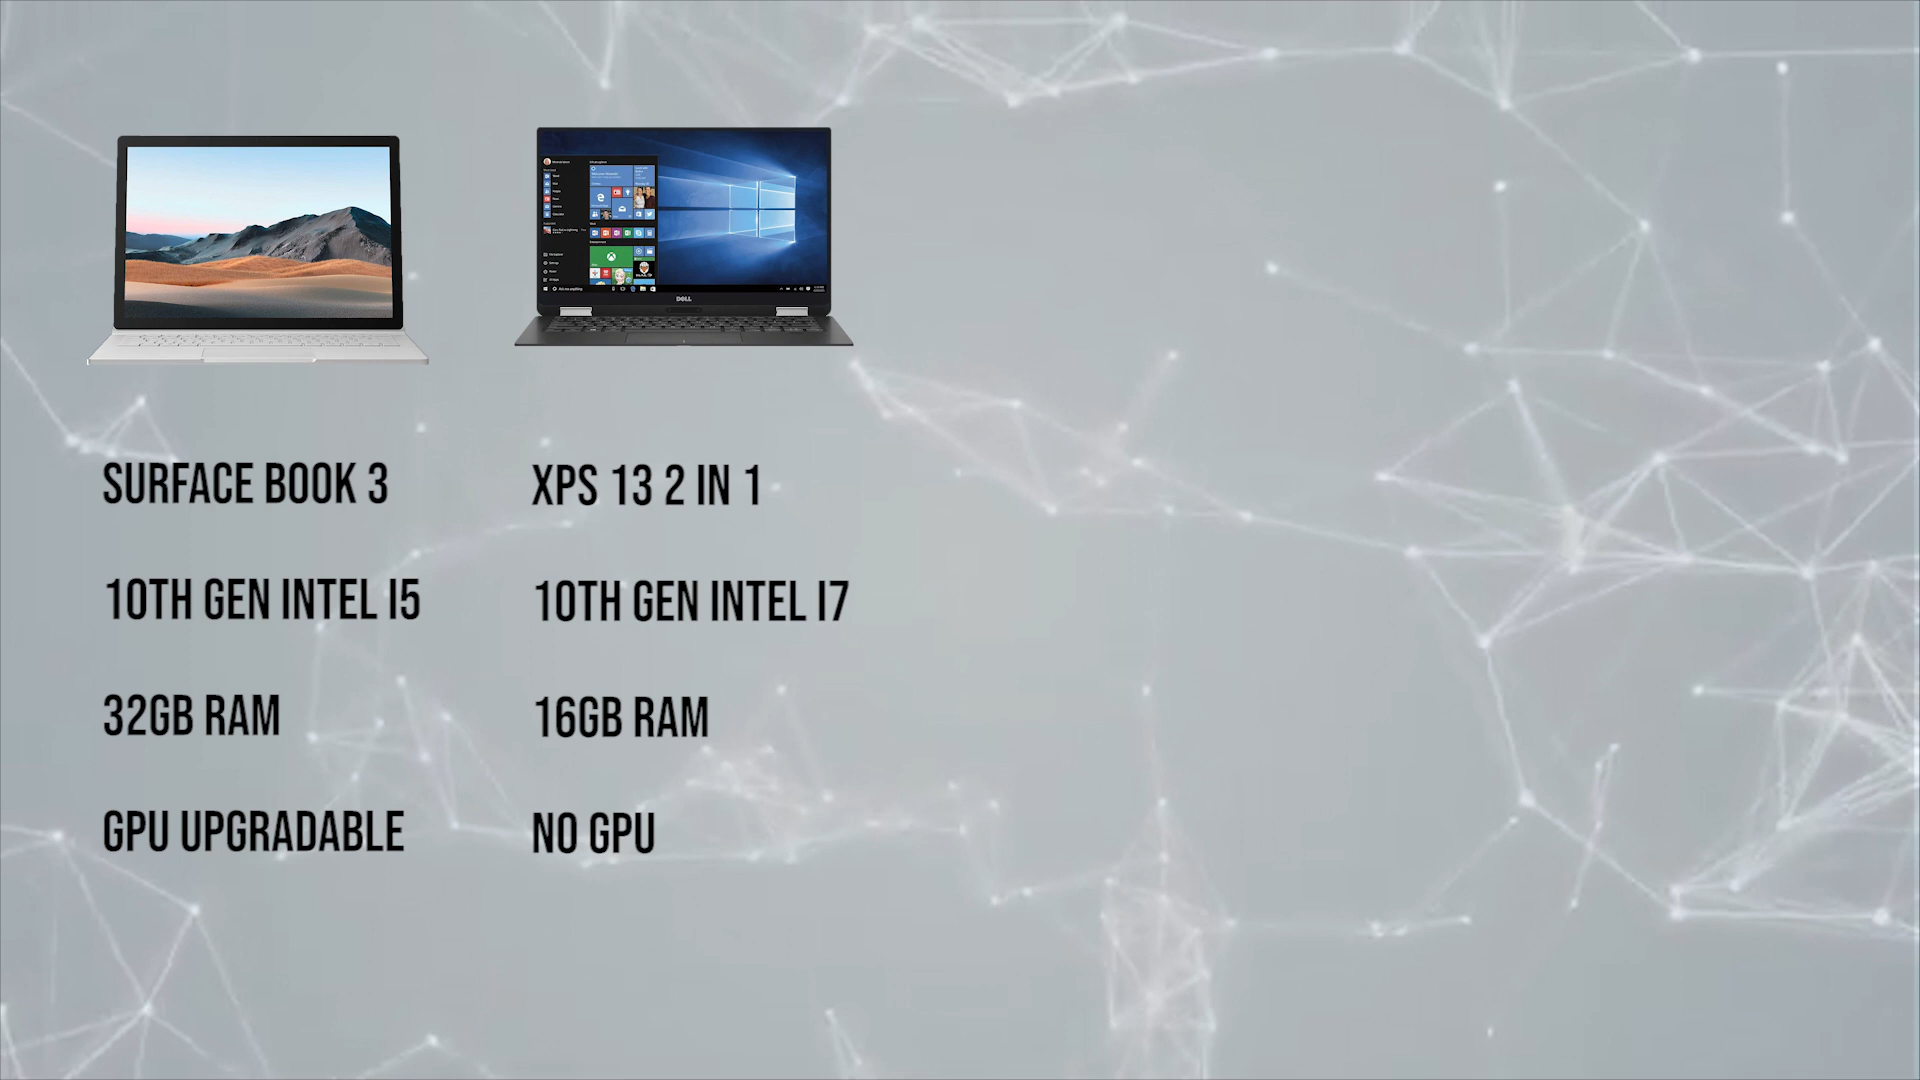 DELL
SURFACE BOOK 3
10TH GEN INTEL I5
32GB RAM
GPU UPGRADABLE
XPS 13 2 IN 1
10TH GEN INTEL I7
16GB RAM
NO GPU